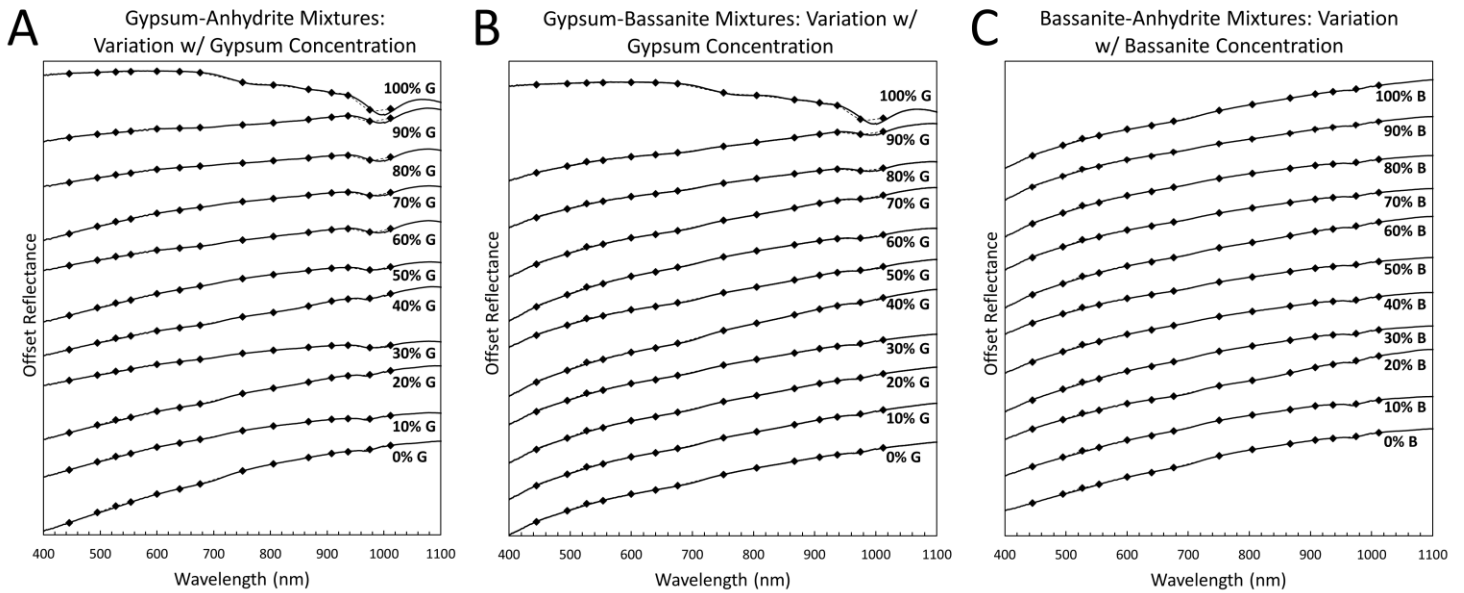 A
Gypsum-Anhydrite Mixtures:
Variation w/ Gypsum Concentration
Offset Reflectance
100% G
90% G
80% G
70% G
60% G
50% G
40% G
30% G
20% G
10% G
0% G
400 500 600 700 800 900 1000 1100
Wavelength (nm)
B
Gypsum-Bassanite Mixtures: Variation w/
Gypsum Concentration
Offset Reflectance
100% G
90% G
80% G
70% G
60% G
50% G
40% G
30% G
20% G
10% G
0% G
400 500 600 700 800 900 1000 1100
Wavelength (nm)
C
Bassanite-Anhydrite Mixtures: Variation
w/ Bassanite Concentration
Offset Reflectance
100% B
90% B
80% B
70% B
60% B
50% B
40% B
30% B
20% B
10% B
0% B
400 500 600 700 800 900 1000 1100
Wavelength (nm)